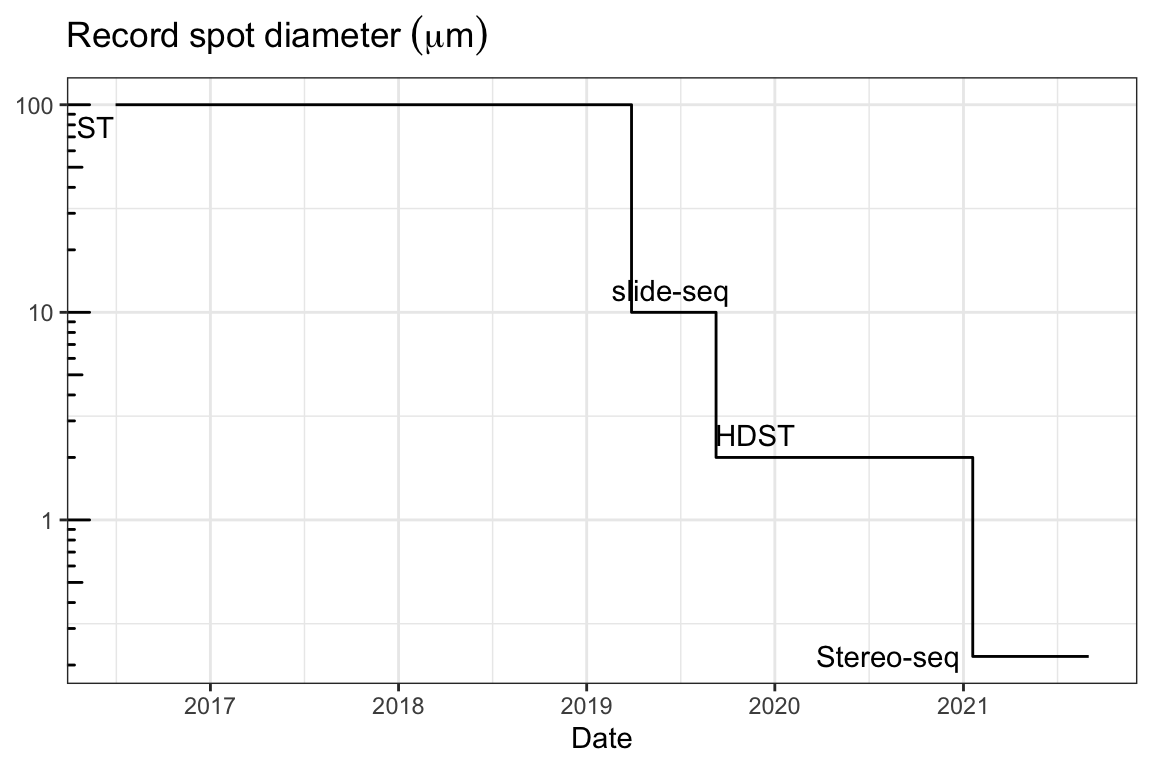 Record spot diameter (μm)
100
ST
slide-seq
10
HDST
1
Stereo-seq
2017 2018 2019 2020 2021
Date